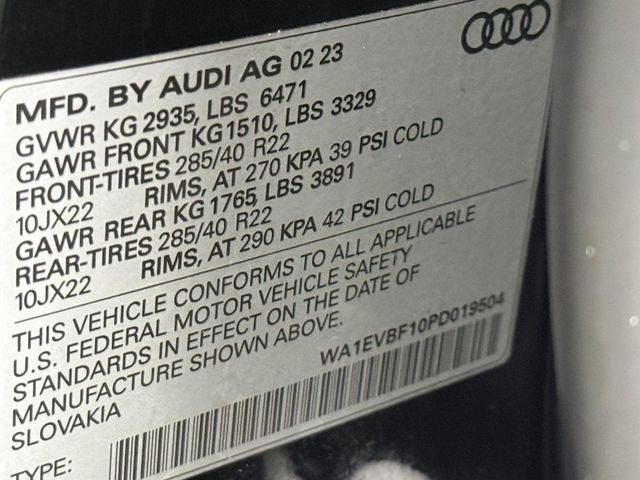 MFD. BY AUDI AG 02 23
GVWR KG 2935, LBS 6471
GAWR FRONT KG 1510, LBS 3329
FRONT-TIRES 285/40 R22
10JX22 RIMS, AT 270 KPA 39 PSI COLD
GAWR REAR KG 1765, LBS 3891
REAR-TIRES 285/40 R22
10JX22 RIMS, AT 290 KPA 42 PSI COLD
THIS VEHICLE CONFORMS TO ALL APPLICABLE
U.S. FEDERAL MOTOR VEHICLE SAFETY
STANDARDS IN EFFECT ON THE DATE OF
MANUFACTURE SHOWN ABOVE.
SLOVAKIA
WA1EVBF10PD019504
TYPE: